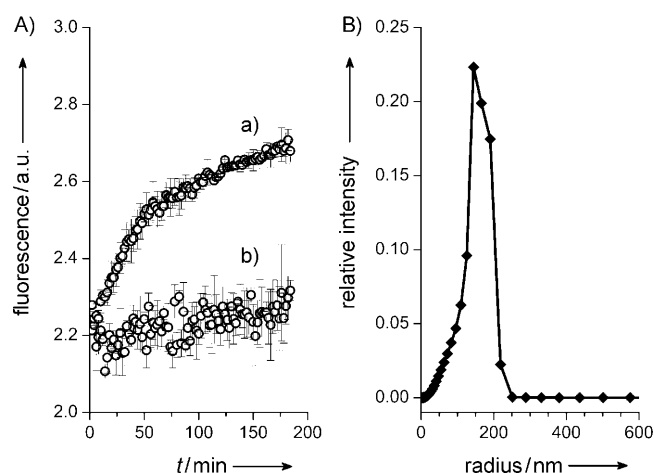 A)
3.0
2.8
2.6
2.4
2.2
2.0
fluorescence / a.u.
a)
b)
0 50 100 150 200
t / min
B)
0.25
0.20
0.15
0.10
0.05
0.00
relative intensity
0 200 400 600
radius / nm